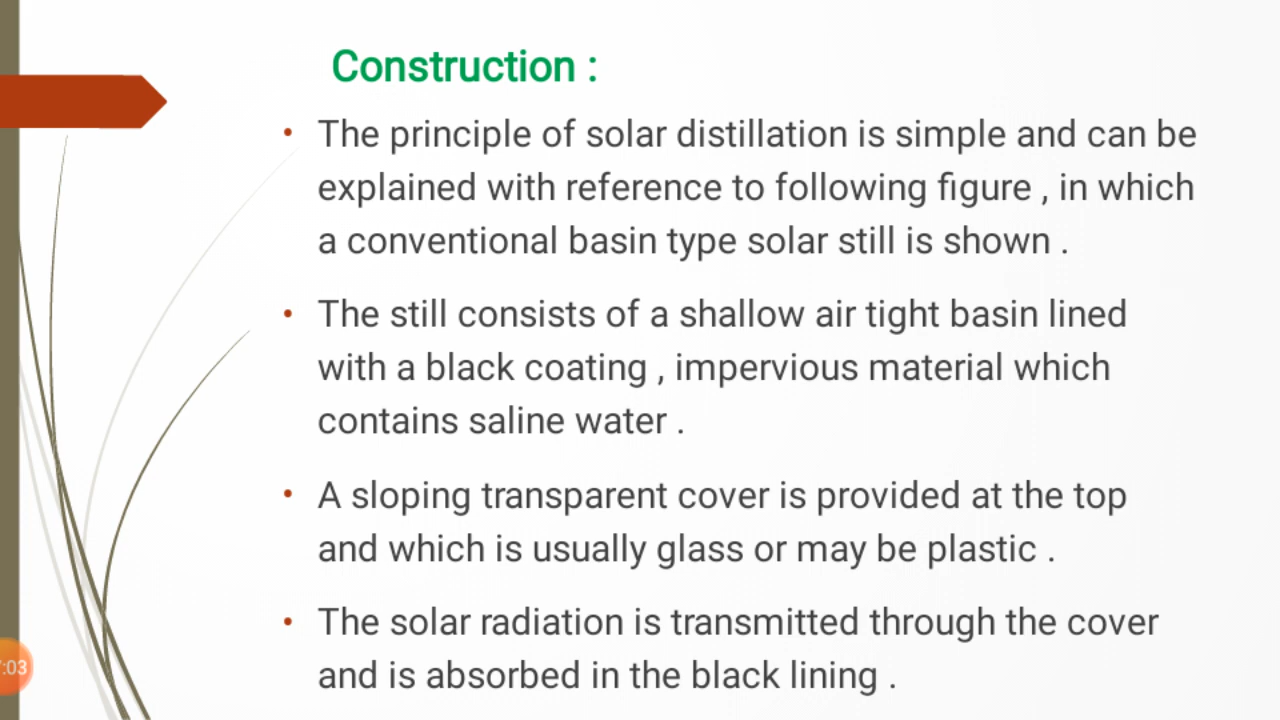 Construction :
• The principle of solar distillation is simple and can be
explained with reference to following figure , in which
a conventional basin type solar still is shown .
• The still consists of a shallow air tight basin lined
with a black coating , impervious material which
contains saline water .
• A sloping transparent cover is provided at the top
and which is usually glass or may be plastic .
• The solar radiation is transmitted through the cover
and is absorbed in the black lining .
:03